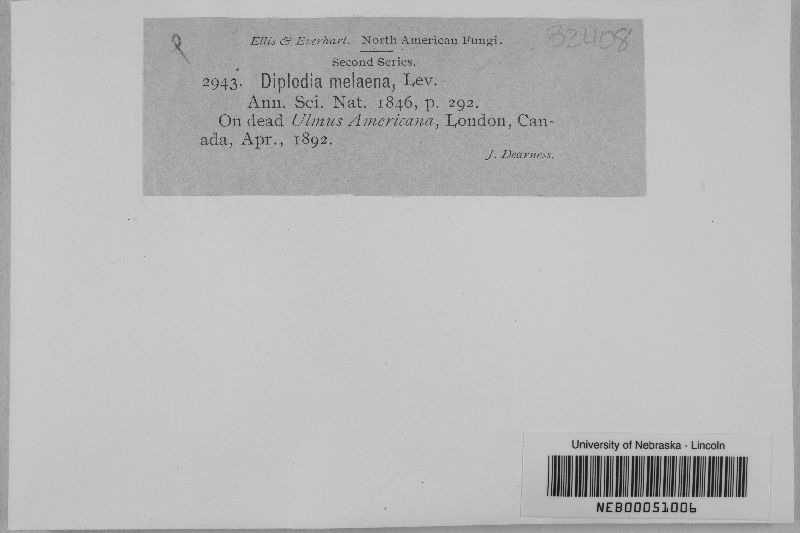 P
32408
Ellis & Everhart. North American Fungi.
Second Series.
2943. Diplodia melaena, Lev.
Ann. Sci. Nat. 1846, p. 292.
On dead Ulmus Americana, London, Can-
ada, Apr., 1892.
J. Dearness.
University of Nebraska - Lincoln
NEB00051006